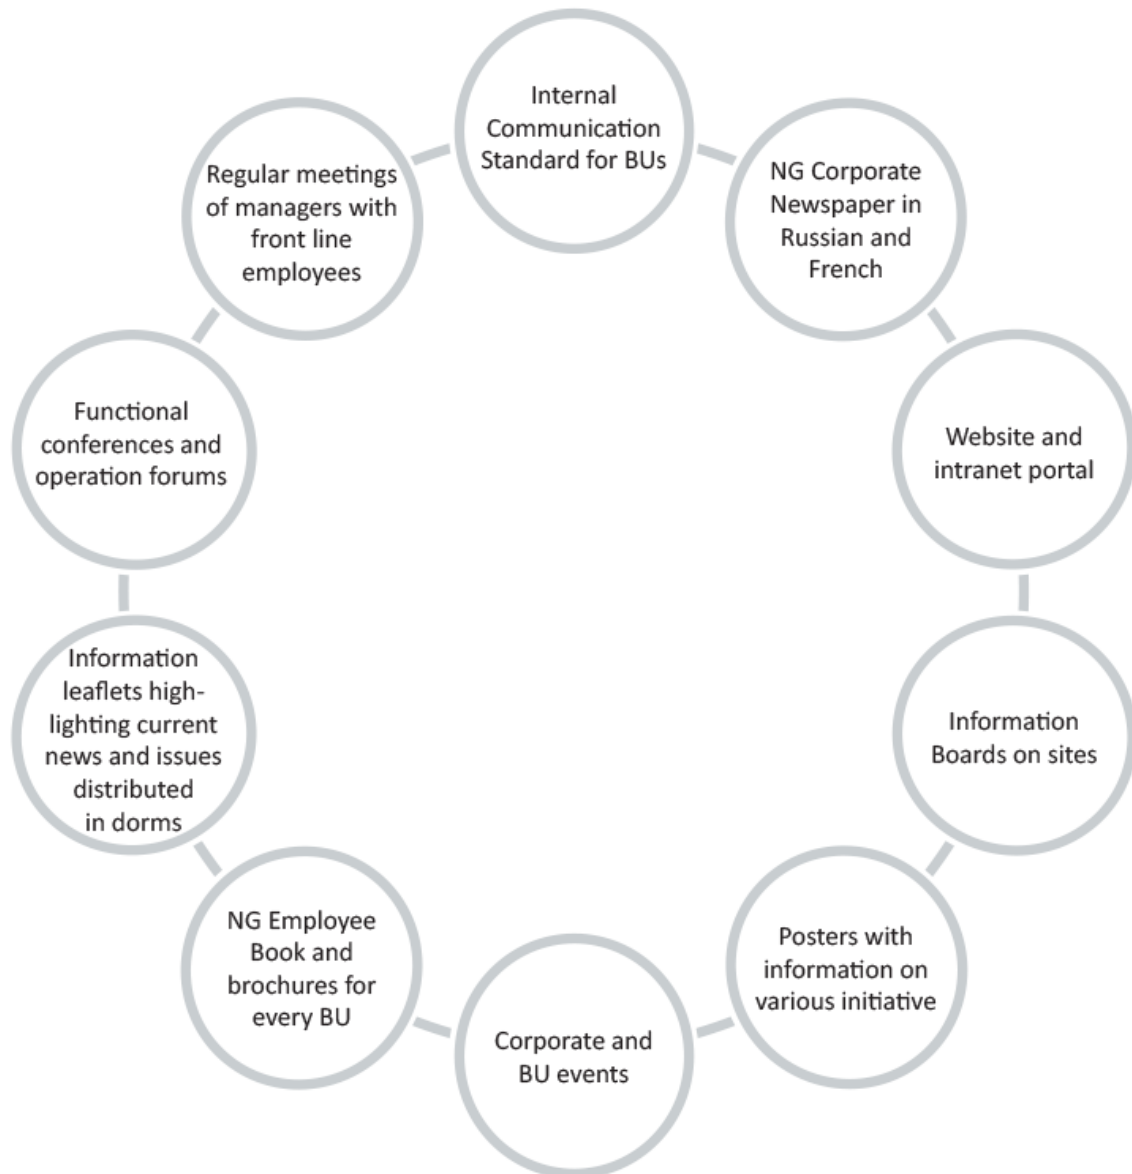 Internal
Communication
Standard for BUs
NG Corporate
Newspaper in
Russian and
French
Website and
intranet portal
Information
Boards on sites
Posters with
information on
various initiative
Corporate and
BU events
NG Employee
Book and
brochures for
every BU
Information
leaflets high-
lighting current
news and issues
distributed
in dorms
Functional
conferences and
operation forums
Regular meetings
of managers with
front line
employees